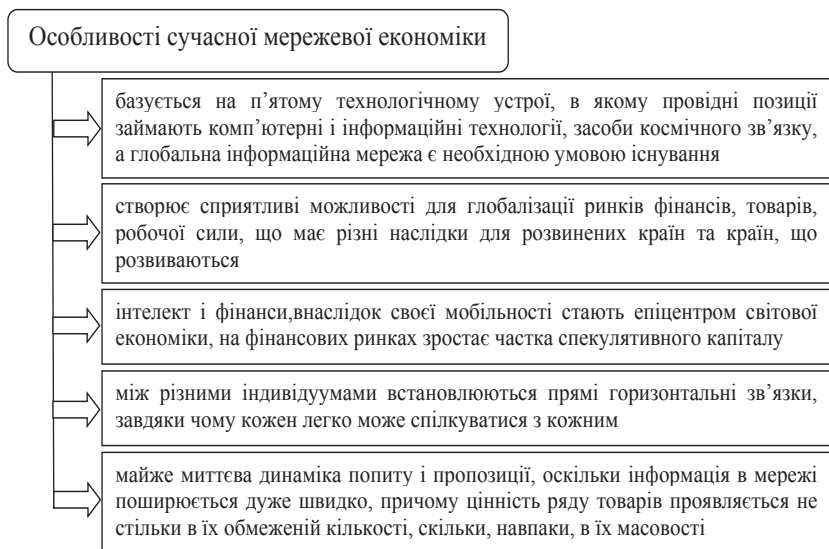 Особливості сучасної мережевої економіки
базується на п’ятому технологічному устрої, в якому провідні позиції
займають комп’ютерні і інформаційні технології, засоби космічного зв’язку,
а глобальна інформаційна мережа є необхідною умовою існування
створює сприятливі можливості для глобалізації ринків фінансів, товарів,
робочої сили, що має різні наслідки для розвинених країн та країн, що
розвиваються
інтелект і фінанси,внаслідок своєї мобільності стають епіцентром світової
економіки, на фінансових ринках зростає частка спекулятивного капіталу
між різними індивідуумами встановлюються прямі горизонтальні зв’язки,
завдяки чому кожен легко може спілкуватися з кожним
майже миттєва динаміка попиту і пропозиції, оскільки інформація в мережі
поширюється дуже швидко, причому цінність ряду товарів проявляється не
стільки в їх обмеженій кількості, скільки, навпаки, в їх масовості